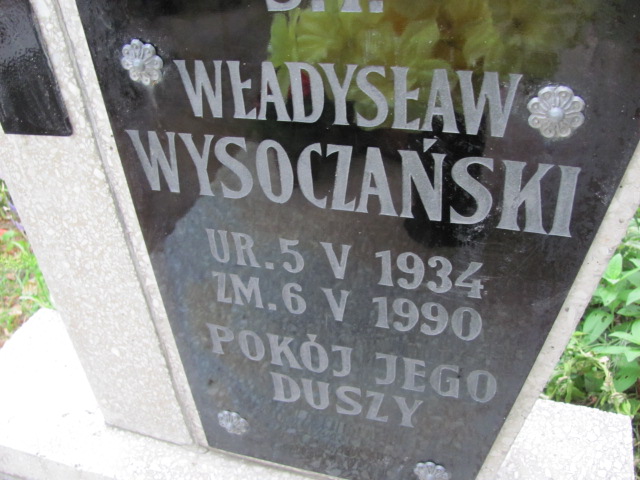 WŁADYSŁAW
WYSOCZAŃSKI
UR. 5 V 1934
ZM. 6 V 1990
POKÓJ JEGO
DUSZY